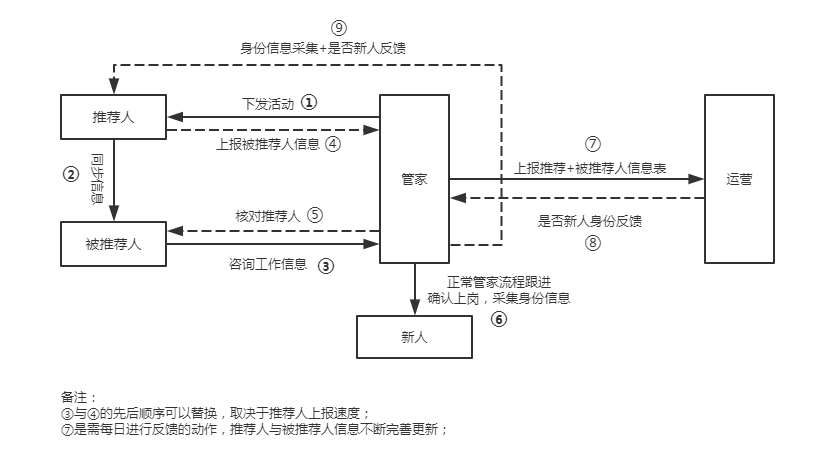 ⑨
身份信息采集+是否新人反馈
推荐人
下发活动 ①
上报被推荐人信息 ④
② 同步信息
管家
⑦
上报推荐+被推荐人信息表
运营
是否新人身份反馈
⑧
核对推荐人 ⑤
被推荐人
咨询工作信息 ③
正常管家流程跟进
确认上岗，采集身份信息
⑥
新人
备注：
③与④的先后顺序可以替换，取决于推荐人上报速度；
⑦是需每日进行反馈的动作，推荐人与被推荐人信息不断完善更新；